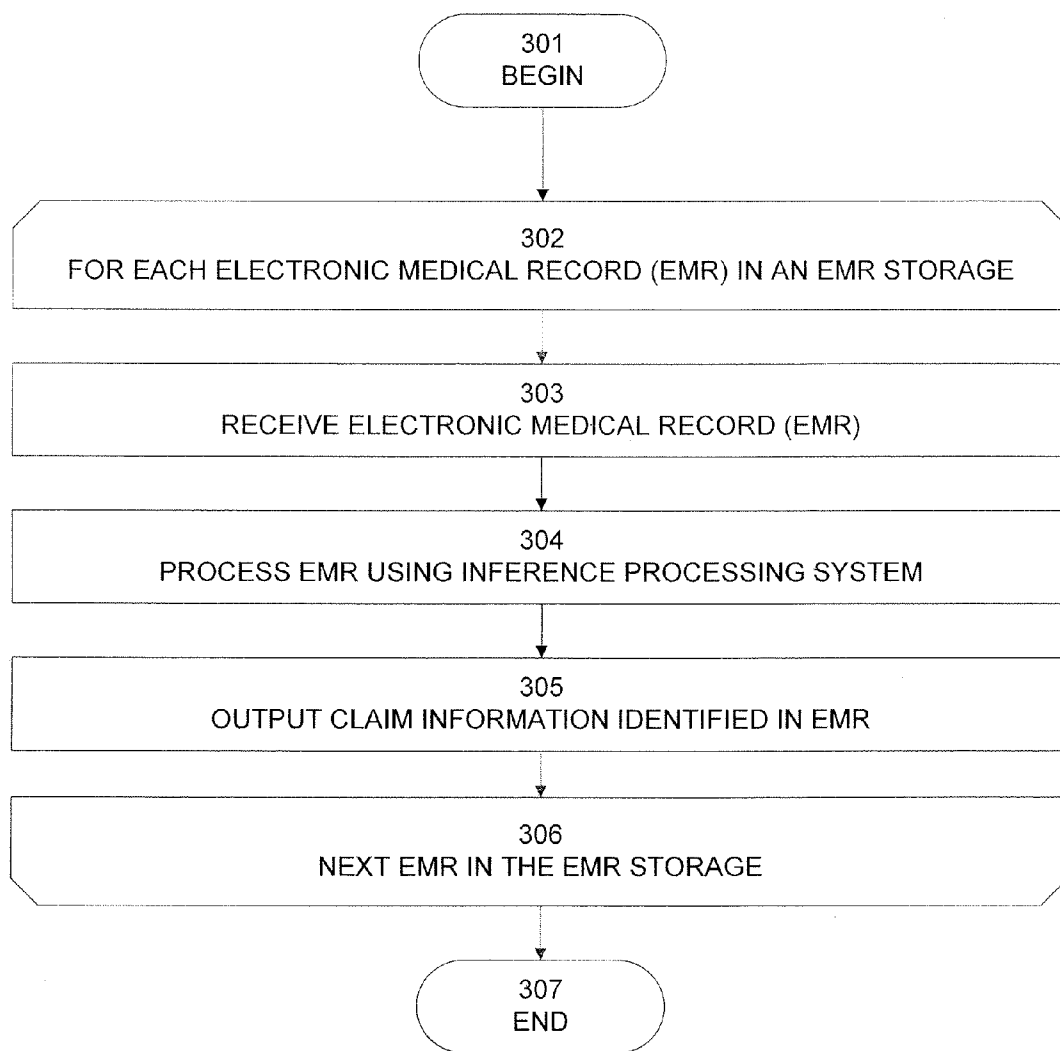 301
BEGIN
302
FOR EACH ELECTRONIC MEDICAL RECORD (EMR) IN AN EMR STORAGE
303
RECEIVE ELECTRONIC MEDICAL RECORD (EMR)
304
PROCESS EMR USING INFERENCE PROCESSING SYSTEM
305
OUTPUT CLAIM INFORMATION IDENTIFIED IN EMR
306
NEXT EMR IN THE EMR STORAGE
307
END